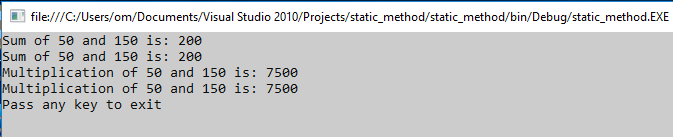 file:///C:/Users/om/Documents/Visual Studio 2010/Projects/static_method/static_method/bin/Debug/static_method.EXE
Sum of 50 and 150 is: 200
Sum of 50 and 150 is: 200
Multiplication of 50 and 150 is: 7500
Multiplication of 50 and 150 is: 7500
Pass any key to exit